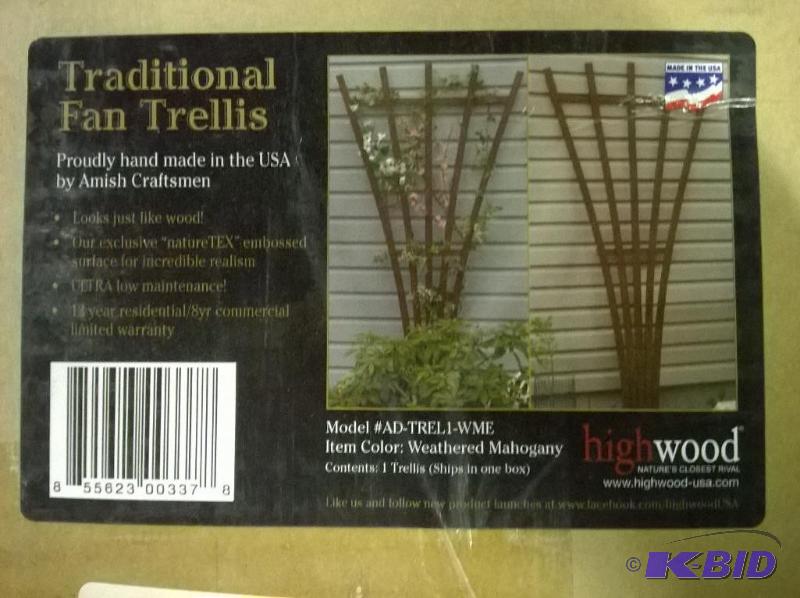 Traditional
Fan Trellis
Proudly hand made in the USA
by Amish Craftsmen
• Looks just like wood!
• Our exclusive "natureTEX" embossed
surface for incredible realism
• ULTRA low maintenance!
• 12 year residential/8yr commercial
limited warranty
MADE IN THE USA
8 55623 00337 8
Model #AD-TREL1-WME
Item Color: Weathered Mahogany
Contents: 1 Trellis (Ships in one box)
highwood
NATURE'S CLOSEST RIVAL
www.highwood-usa.com
Like us and follow new product launches at www.facebook.com/highwoodUSA
© K-BID